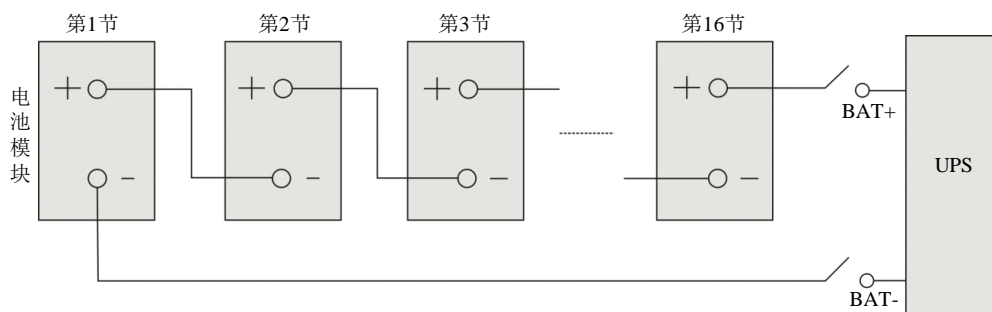 第1节
第2节
第3节
第16节
电池模块
+
+
+
+
BAT+
-
-
-
-
UPS
BAT-